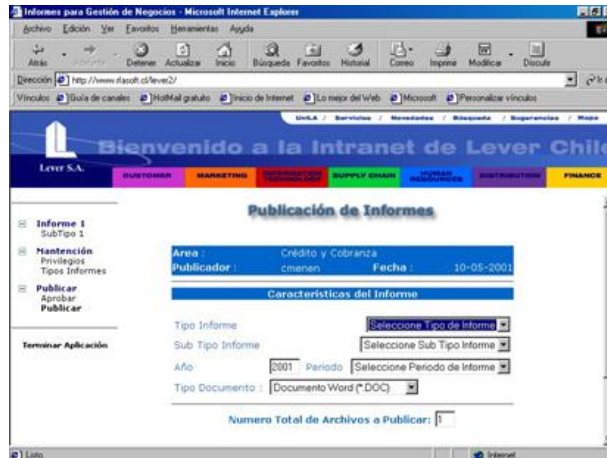 Informes para Gestión de Negocios - Microsoft Internet Explorer
Archivo Edición Ver Favoritos Herramientas Ayuda
Atrás Detener Actualizar Inicio Búsqueda Favoritos Historial Correo Imprimir Modificar Discutir
Dirección http://www.rlasoft.cl/lever2/
Vínculos Guía de canales HotMail gratuito Inicio de Internet Lo mejor del Web Microsoft Personalizar vínculos
UniLA / Servicios / Novedades / Búsqueda / Sugerencias / Mapa
Bienvenido a la Intranet de Lever Chile
Lever S.A.
CUSTOMER MARKETING INFORMATION TECHNOLOGY SUPPLY CHAIN HUMAN RESOURCES DISTRIBUTION FINANCE
Publicación de Informes
Informe 1
SubTipo 1
Mantención
Privilegios
Tipos Informes
Publicar
Aprobar
Publicar
Terminar Aplicación
Area : Crédito y Cobranza
Publicador : cmenen Fecha : 10-05-2001
Características del Informe
Tipo Informe Seleccione Tipo de Informe
Sub Tipo Informe Seleccione Sub Tipo Informe
Año 2001 Periodo Seleccione Periodo de Informe
Tipo Documento : Documento Word (*.DOC)
Numero Total de Archivos a Publicar: 1
Listo Internet